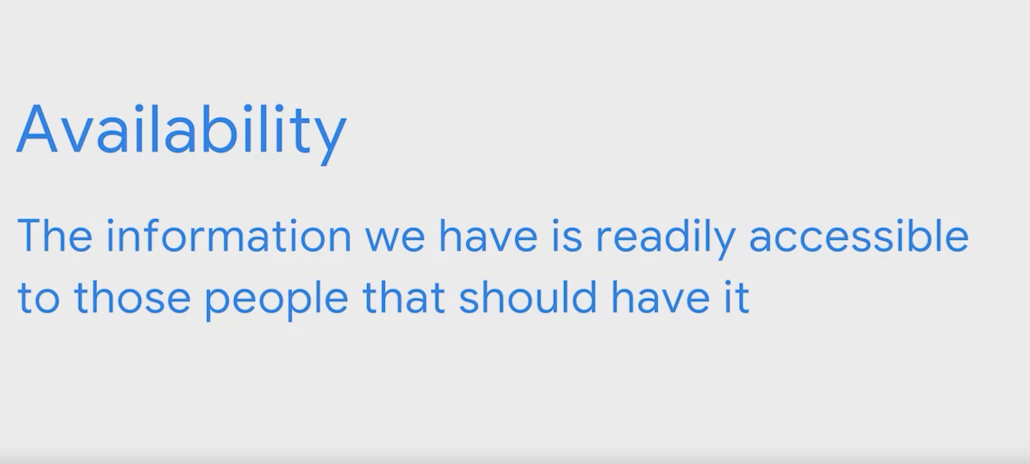 Availability
The information we have is readily accessible
to those people that should have it